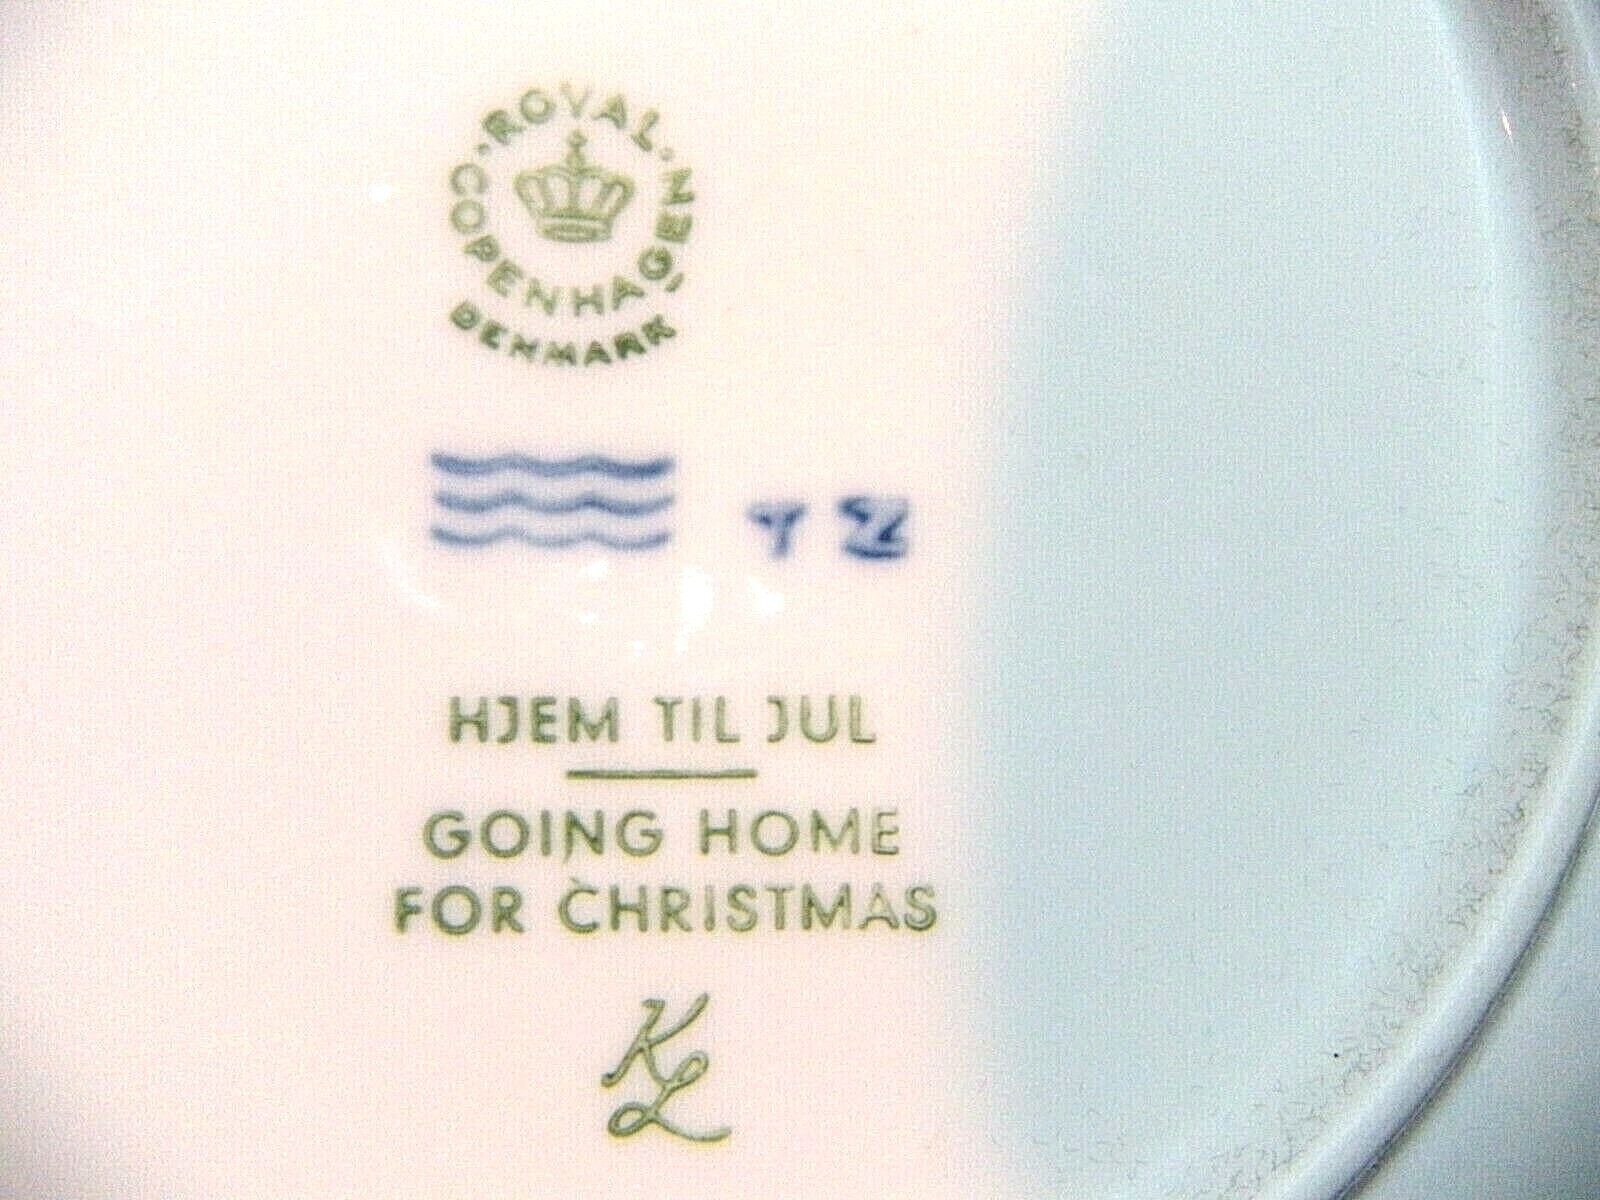 ROYAL
COPENHAGEN
DENMARK
HJEM TIL JUL
GOING HOME
FOR CHRISTMAS
KL